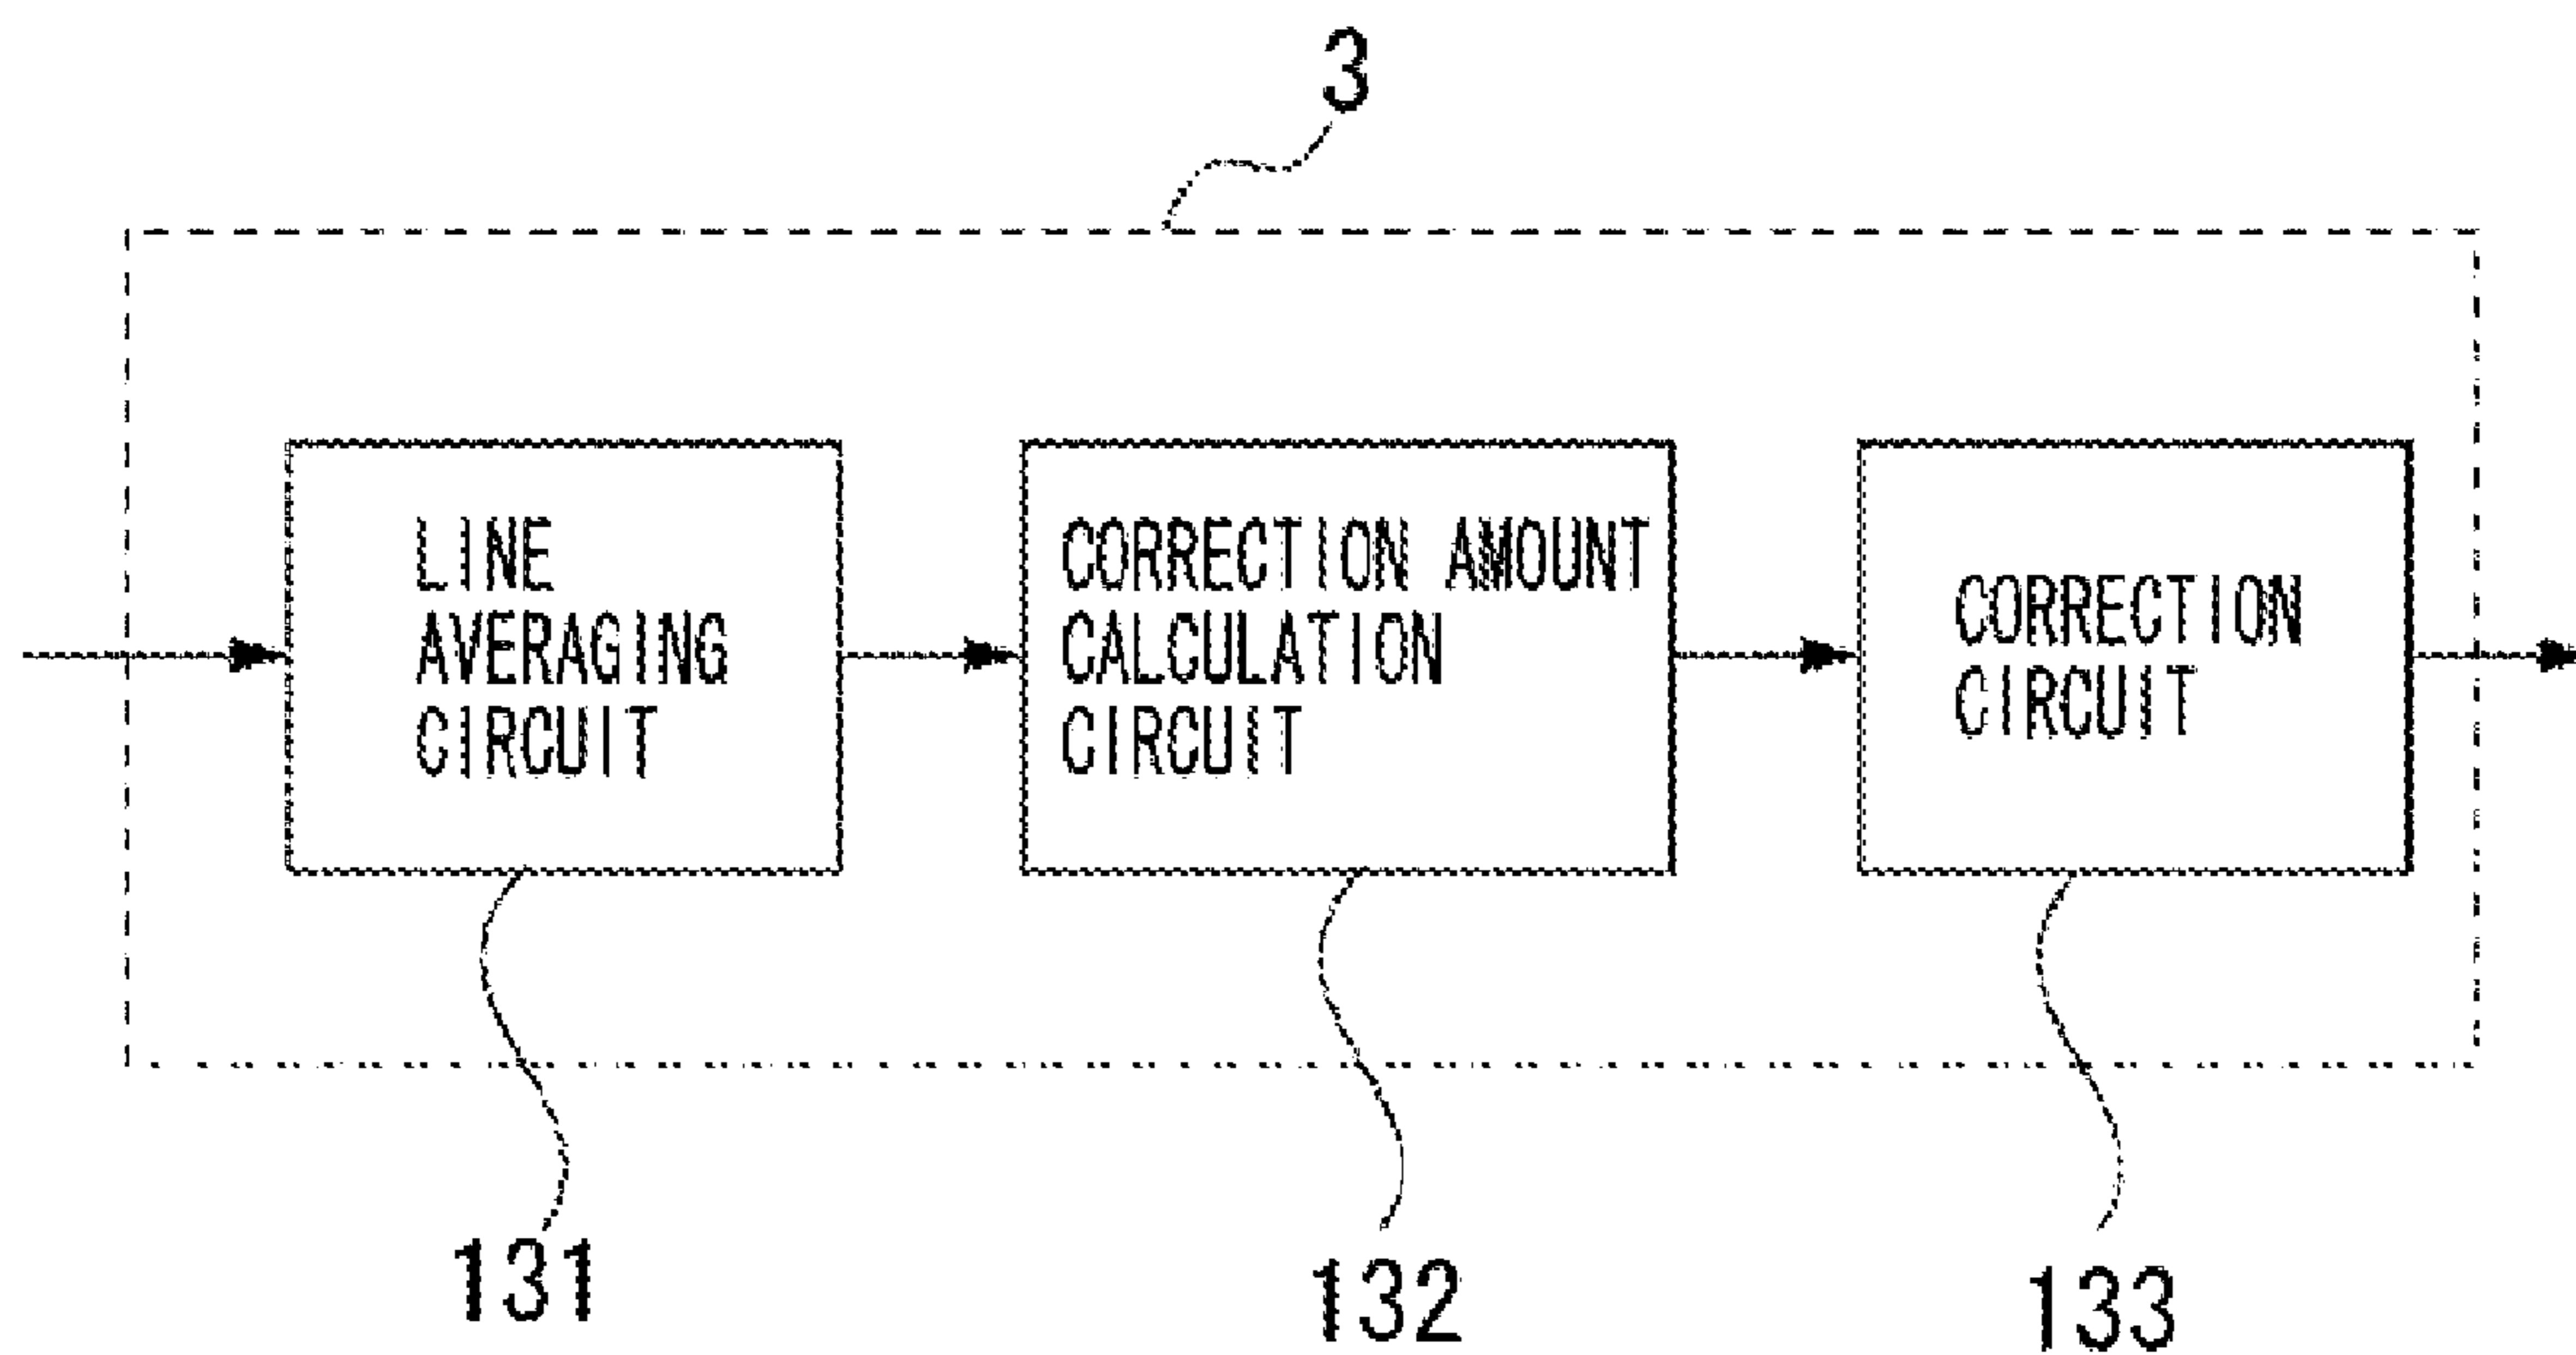 3
LINE
AVERAGING
CIRCUIT
CORRECTION AMOUNT
CALCULATION
CIRCUIT
CORRECTION
CIRCUIT
131
132
133